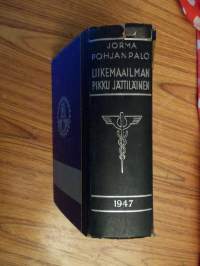 JORMA
POHJANPALO
LIIKEMAAILMAN
PIKKU JÄTTILÄINEN
1947